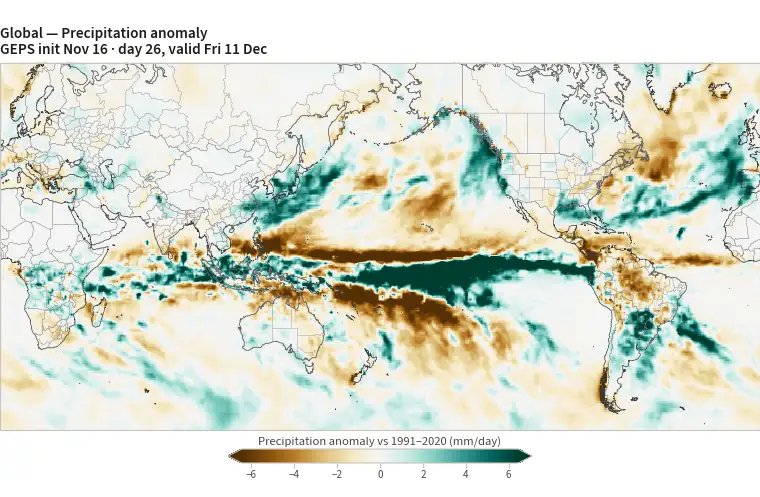 Global — Precipitation anomaly
GEPS init Nov 16 · day 26, valid Fri 11 Dec
Precipitation anomaly vs 1991–2020 (mm/day)
−6 −4 −2 0 2 4 6